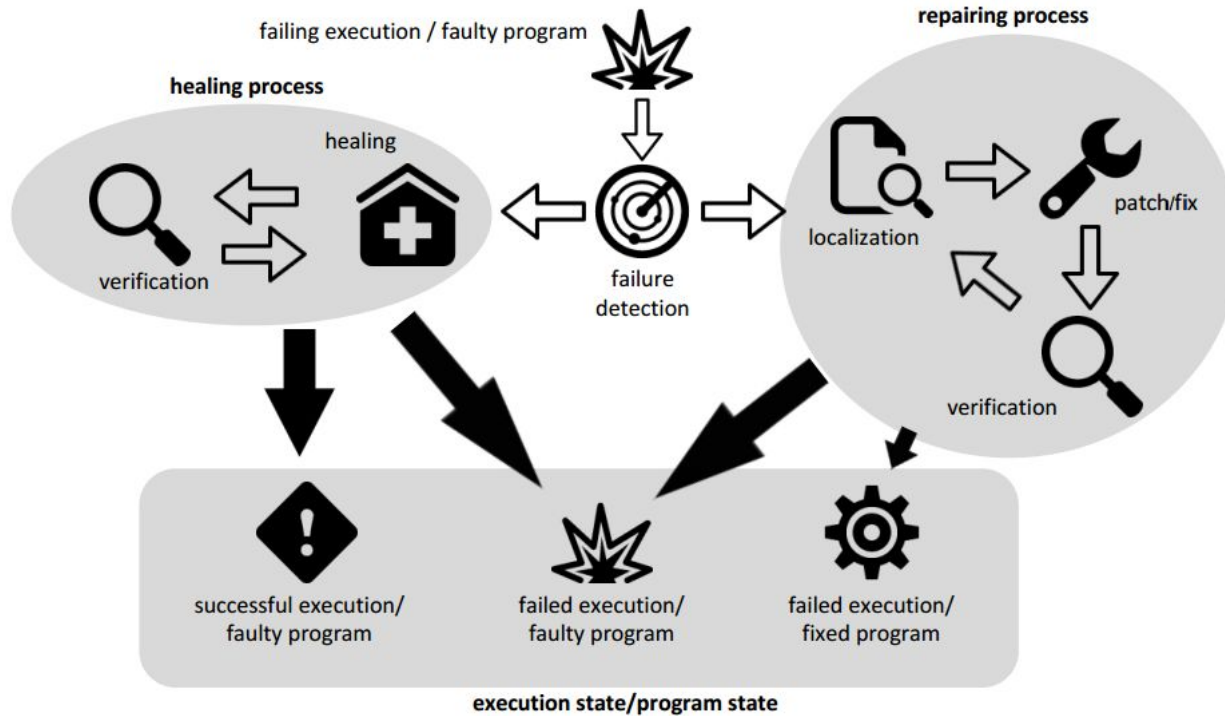 failing execution / faulty program
repairing process
healing process
healing
verification
failure
detection
localization
patch/fix
verification
successful execution/
faulty program
failed execution/
faulty program
failed execution/
fixed program
execution state/program state